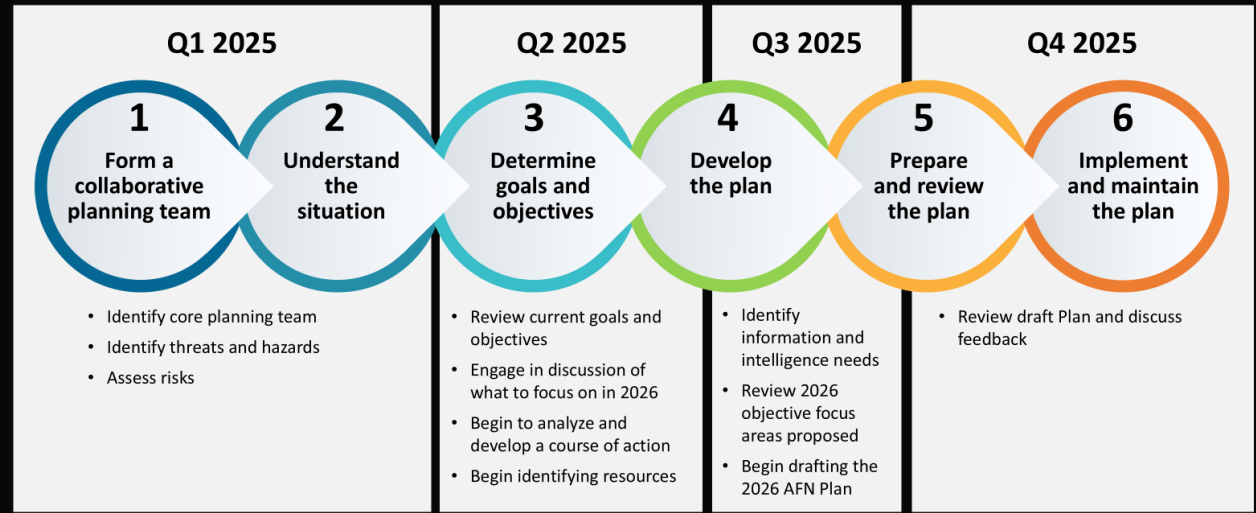 Q1 2025
Q2 2025
Q3 2025
Q4 2025
1
Form a
collaborative
planning team
2
Understand
the
situation
3
Determine
goals and
objectives
4
Develop
the plan
5
Prepare
and review
the plan
6
Implement
and maintain
the plan
• Identify core planning team
• Identify threats and hazards
• Assess risks
• Review current goals and
objectives
• Engage in discussion of
what to focus on in 2026
• Begin to analyze and
develop a course of action
• Begin identifying resources
• Identify
information and
intelligence needs
• Review 2026
objective focus
areas proposed
• Begin drafting the
2026 AFN Plan
• Review draft Plan and discuss
feedback